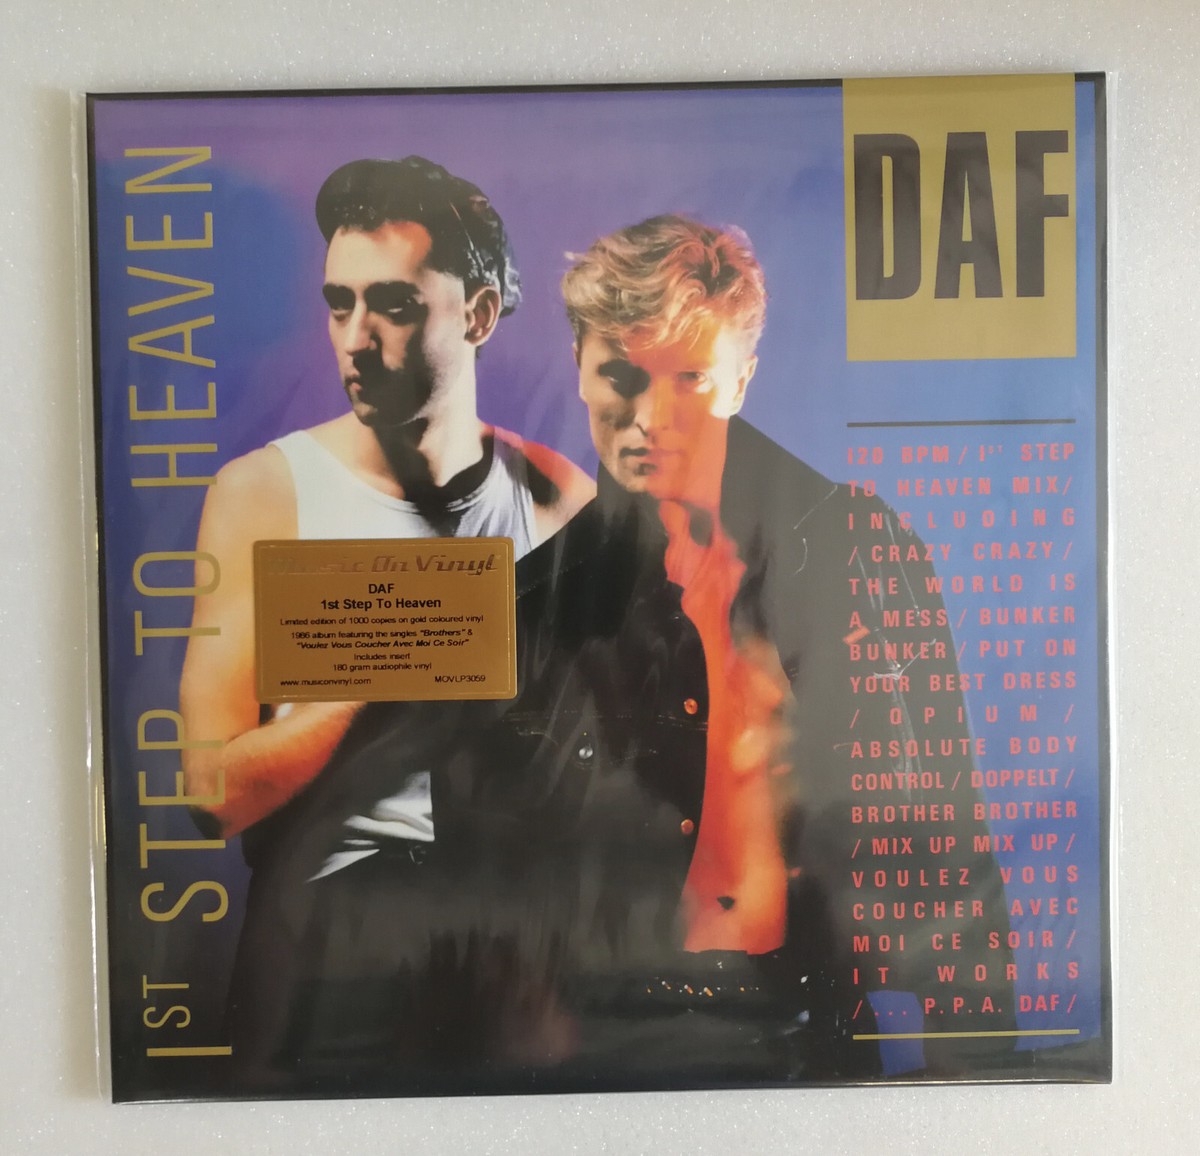 1ST STEP TO HEAVEN
DAF
120 BPM / 1ST STEP
TO HEAVEN MIX/
INCLUDING
/ CRAZY CRAZY /
THE WORLD IS
A MESS / BUNKER
BUNKER / PUT ON
YOUR BEST DRESS
/ OPIUM /
ABSOLUTE BODY
CONTROL / DOPPELT /
BROTHER BROTHER
/ MIX UP MIX UP /
VOULEZ VOUS
COUCHER AVEC
MOI CE SOIR /
IT WORKS
/ ... P.P.A. DAF /
Music On Vinyl
DAF
1st Step To Heaven
Limited edition of 1000 copies on gold coloured vinyl
1986 album featuring the singles "Brothers" &
"Voulez Vous Coucher Avec Moi Ce Soir"
Includes insert
180 gram audiophile vinyl
www.musiconvinyl.com MOVLP3059